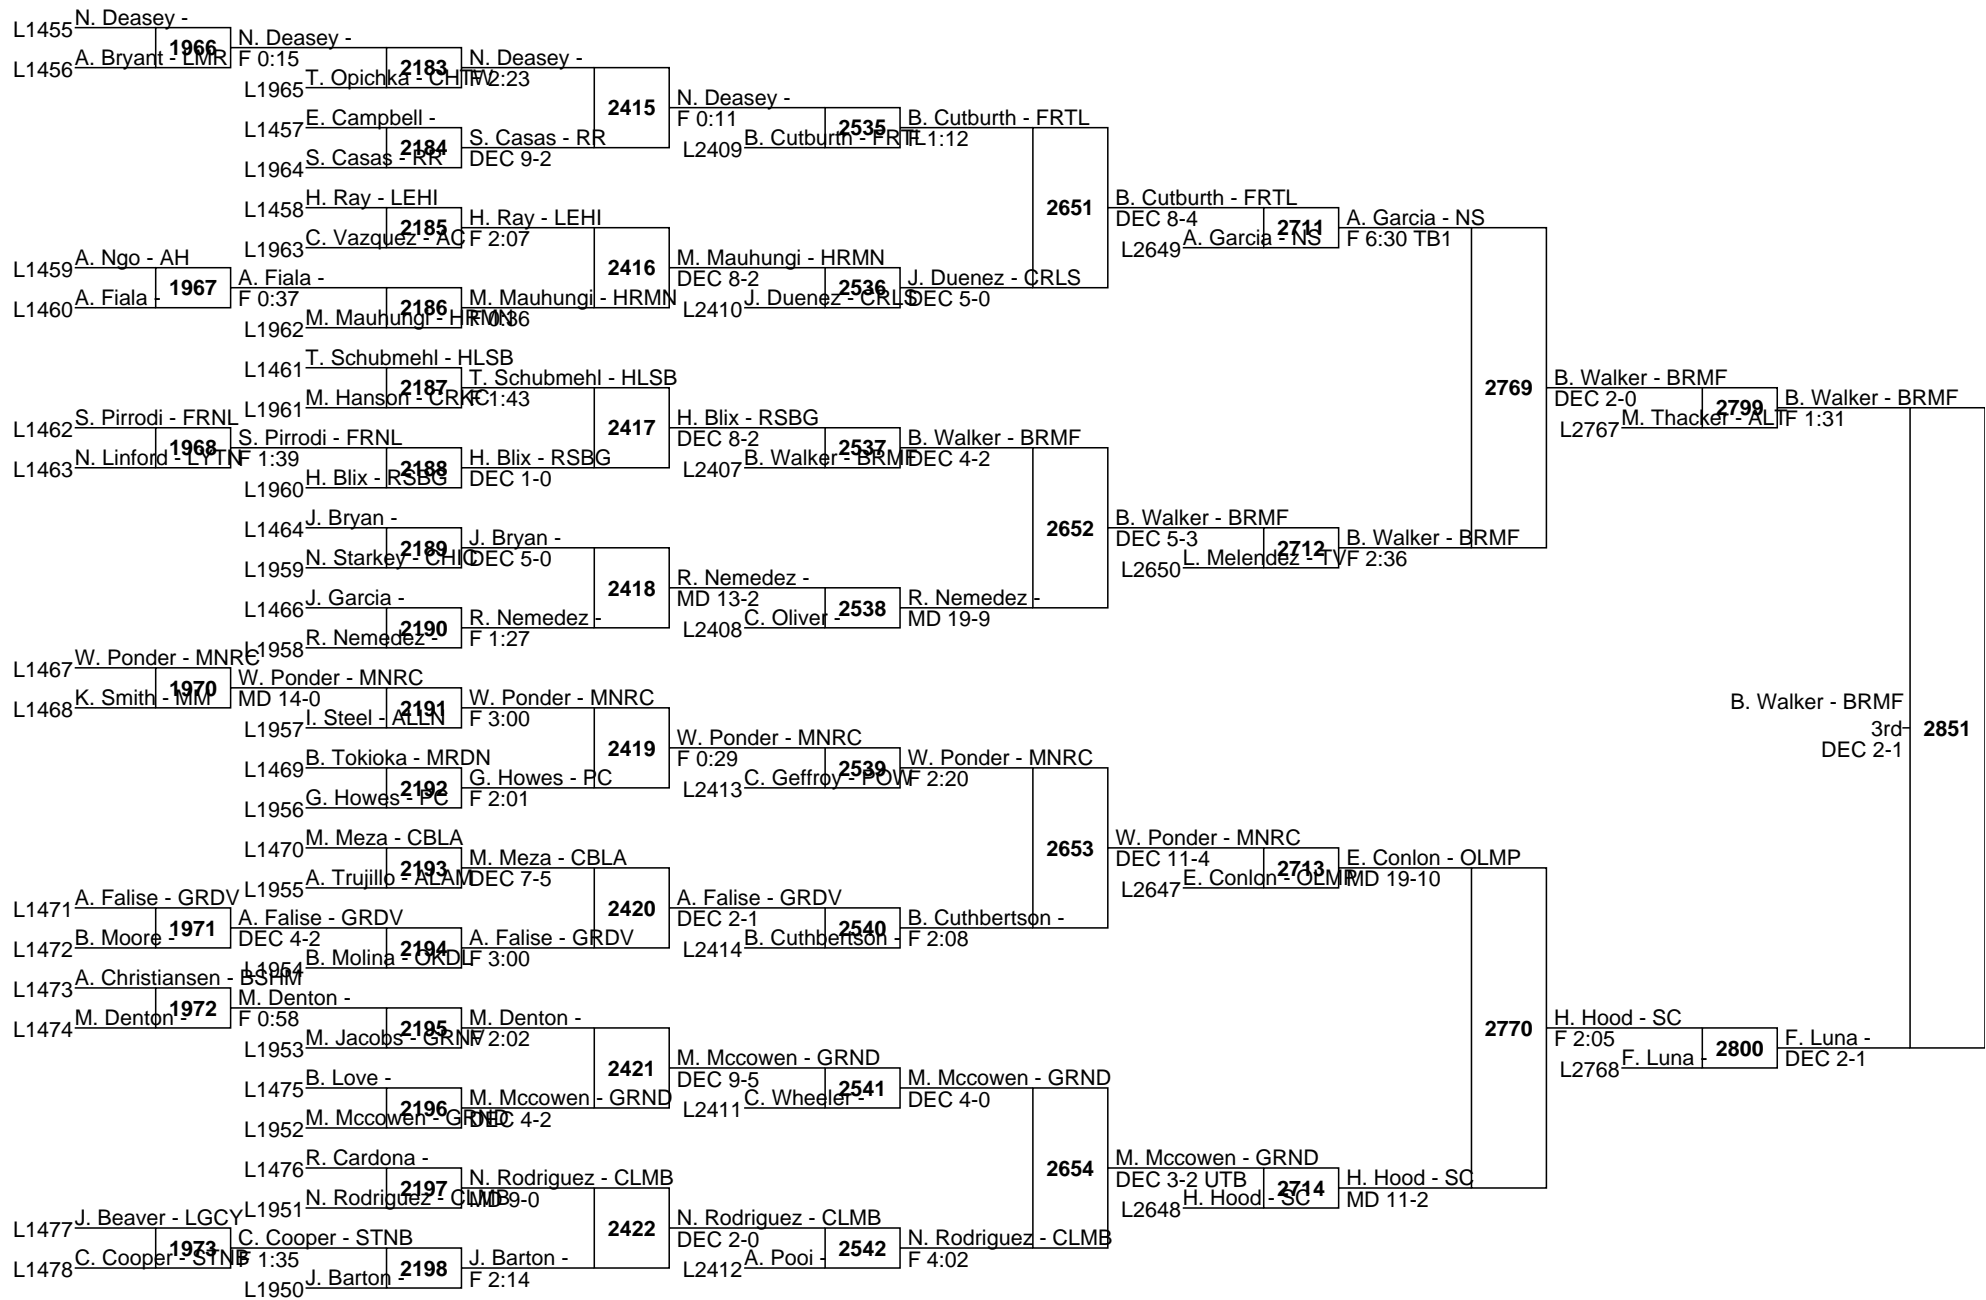 N. Deasey -
L1455
1966
N. Deasey -
A. Bryant - LMR
F 0:15
L1456
2183
N. Deasey -
T. Opichka - CHTW
F 2:23
L1965
2415
N. Deasey -
E. Campbell -
F 0:11
L1457
2535
B. Cutburth - FRTL
2184
S. Casas - RR
B. Cutburth - FRTL
F 1:12
S. Casas - RR
DEC 9-2
L2409
L1964
H. Ray - LEHI
L1458
2651
B. Cutburth - FRTL
2185
H. Ray - LEHI
DEC 8-4
2711
A. Garcia - NS
C. Vazquez - AC
F 2:07
A. Garcia - NS
F 6:30 TB1
L1963
L2649
A. Ngo - AH
2416
M. Mauhungi - HRMN
L1459
A. Fiala -
DEC 8-2
J. Duenez - CRLS
A. Fiala -
1967
F 0:37
2186
M. Mauhungi - HRMN
J. Duenez - CRLS
2536
DEC 5-0
L1460
M. Mauhungi - HRMN
F 0:36
L2410
L1962
T. Schubmehl - HLSB
L1461
2187
T. Schubmehl - HLSB
2769
B. Walker - BRMF
M. Hanson - CRKC
F 1:43
DEC 2-0
2799
B. Walker - BRMF
L1961
M. Thacker - ALT
F 1:31
S. Pirrodi - FRNL
2417
H. Blix - RSBG
L2767
L1462
1968
S. Pirrodi - FRNL
DEC 8-2
2537
B. Walker - BRMF
N. Linford - LYTN
F 1:39
2188
H. Blix - RSBG
B. Walker - BRMF
DEC 4-2
L1463
H. Blix - RSBG
DEC 1-0
L2407
L1960
J. Bryan -
L1464
2652
B. Walker - BRMF
2189
J. Bryan -
DEC 5-3
2712
B. Walker - BRMF
N. Starkey - CHIC
DEC 5-0
L. Melendez - TV
F 2:36
L1959
L2650
2418
R. Nemedez -
J. Garcia -
MD 13-2
L1466
2538
R. Nemedez -
2190
R. Nemedez -
C. Oliver -
MD 19-9
R. Nemedez -
F 1:27
L2408
L1958
W. Ponder - MNRC
L1467
1970
W. Ponder - MNRC
K. Smith - MM
MD 14-0
2191
W. Ponder - MNRC
B. Walker - BRMF
L1468
I. Steel - ALLN
F 3:00
3rd
2851
L1957
2419
W. Ponder - MNRC
DEC 2-1
B. Tokioka - MRDN
F 0:29
2539
W. Ponder - MNRC
L1469
2192
G. Howes - PC
C. Geffroy - POW
F 2:20
G. Howes - PC
F 2:01
L2413
L1956
M. Meza - CBLA
L1470
2653
W. Ponder - MNRC
2193
M. Meza - CBLA
DEC 11-4
2713
E. Conlon - OLMP
A. Trujillo - ALAM
DEC 7-5
E. Conlon - OLMP
MD 19-10
L1955
L2647
A. Falise - GRDV
2420
A. Falise - GRDV
L1471
1971
A. Falise - GRDV
DEC 2-1
2540
B. Cuthbertson -
B. Moore -
DEC 4-2
2194
A. Falise - GRDV
B. Cuthbertson -
F 2:08
L1472
B. Molina - OKDL
F 3:00
L2414
L1954
A. Christiansen - BSHM
L1473
1972
M. Denton -
M. Denton -
F 0:58
2195
M. Denton -
2770
H. Hood - SC
L1474
M. Jacobs - GRNV
F 2:02
F 2:05
2800
F. Luna -
L1953
2421
M. Mccowen - GRND
F. Luna -
DEC 2-1
B. Love -
DEC 9-5
2541
M. Mccowen - GRND
L2768
L1475
2196
M. Mccowen - GRND
C. Wheeler -
DEC 4-0
M. Mccowen - GRND
DEC 4-2
L2411
L1952
R. Cardona -
L1476
2654
M. Mccowen - GRND
2197
N. Rodriguez - CLMB
DEC 3-2 UTB
2714
H. Hood - SC
N. Rodriguez - CLMB
MD 9-0
H. Hood - SC
MD 11-2
L1951
L2648
J. Beaver - LGCY
2422
N. Rodriguez - CLMB
L1477
1973
C. Cooper - STNB
DEC 2-0
2542
N. Rodriguez - CLMB
C. Cooper - STNB
F 1:35
2198
J. Barton -
A. Pooi -
F 4:02
L1478
J. Barton -
F 2:14
L2412
L1950